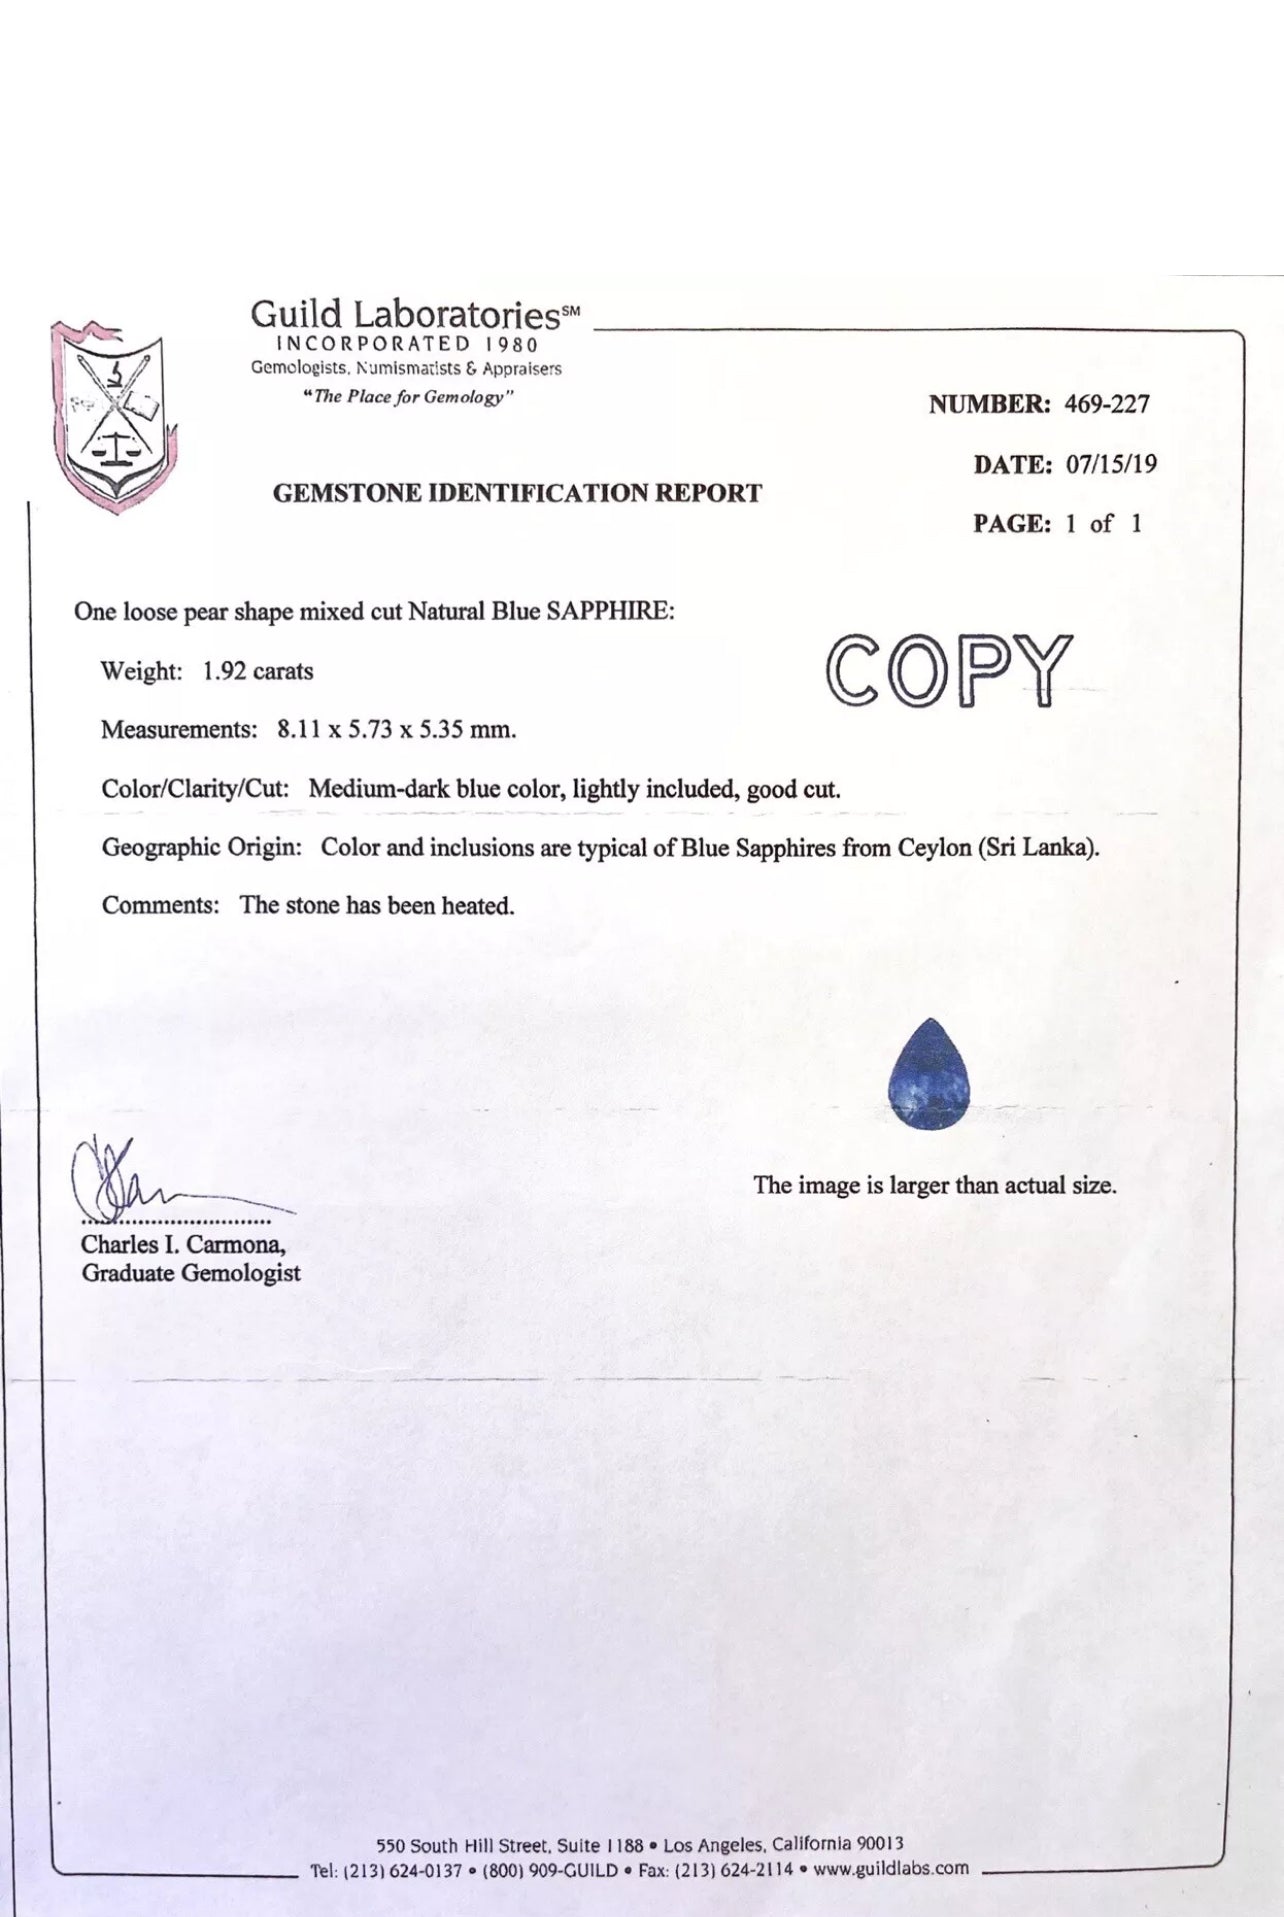 Guild Laboratories℠
INCORPORATED 1980
Gemologists, Numismatists & Appraisers
"The Place for Gemology"
NUMBER: 469-227
DATE: 07/15/19
GEMSTONE IDENTIFICATION REPORT
PAGE: 1 of 1
One loose pear shape mixed cut Natural Blue SAPPHIRE:
COPY
Weight: 1.92 carats
Measurements: 8.11 x 5.73 x 5.35 mm.
Color/Clarity/Cut: Medium-dark blue color, lightly included, good cut.
Geographic Origin: Color and inclusions are typical of Blue Sapphires from Ceylon (Sri Lanka).
Comments: The stone has been heated.
The image is larger than actual size.
Charles I. Carmona,
Graduate Gemologist
550 South Hill Street, Suite 1188 • Los Angeles, California 90013
Tel: (213) 624-0137 • (800) 909-GUILD • Fax: (213) 624-2114 • www.guildlabs.com